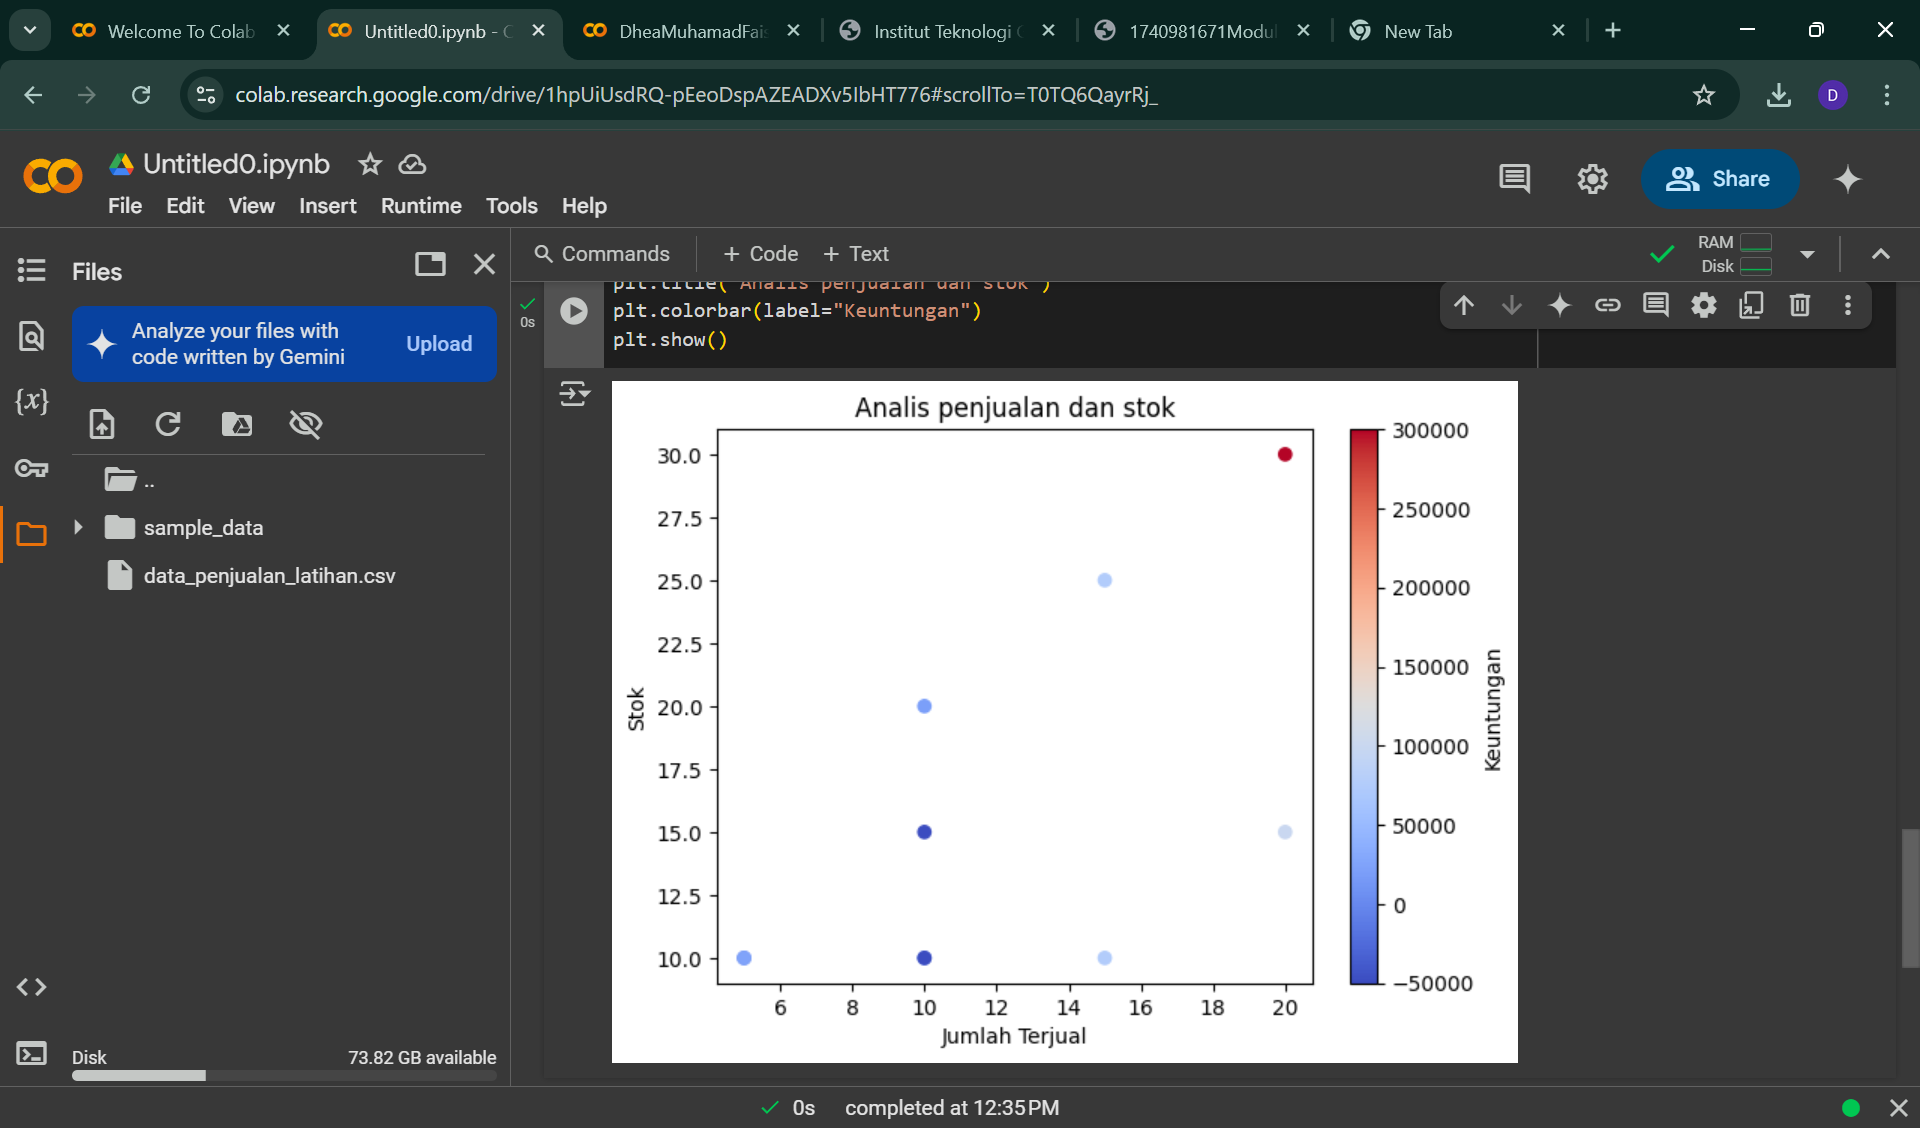 Welcome To Colab
Untitled0.ipynb - C
DheaMuhamadFais
Institut Teknologi
1740981671Modul
New Tab
colab.research.google.com/drive/1hpUiUsdRQ-pEeoDspAZEADXv5IbHT776#scrollTo=T0TQ6QayrRj_
D
Untitled0.ipynb
Share
File Edit View Insert Runtime Tools Help
Files
Commands
+ Code + Text
RAM
Disk
Analyze your files with
code written by Gemini
Upload
{x}
..
sample_data
data_penjualan_latihan.csv
Disk
73.82 GB available
0s
plt.title("Analis penjualan dan stok")
plt.colorbar(label="Keuntungan")
plt.show()
Analis penjualan dan stok
Stok
30.0
27.5
25.0
22.5
20.0
17.5
15.0
12.5
10.0
6 8 10 12 14 16 18 20
Jumlah Terjual
300000
250000
200000
150000
100000
50000
0
−50000
Keuntungan
0s completed at 12:35 PM